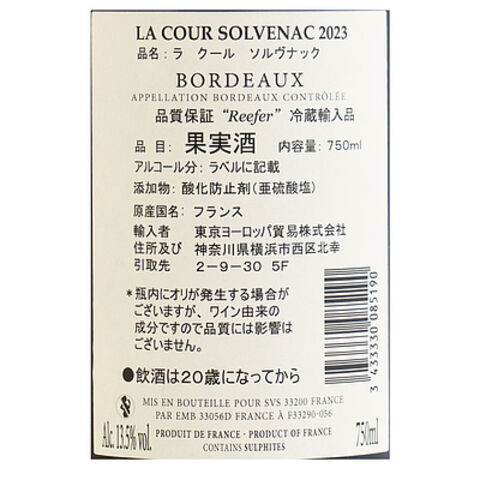 LA COUR SOLVENAC 2023
品名：ラ クール ソルヴナック
BORDEAUX
APPELLATION BORDEAUX CONTRÔLÉE
品質保証 “Reefer” 冷蔵輸入品
品 目： 果実酒 内容量：750ml
アルコール分：ラベルに記載
添加物：酸化防止剤（亜硫酸塩）
原産国名：フランス
輸入者 東京ヨーロッパ貿易株式会社
住所及び 神奈川県横浜市西区北幸
引取先 2-9-30 5F
＊瓶内にオリが発生する場合が
ございますが、ワイン由来の
成分ですので品質には影響は
ございません。
3 433330 085190
●飲酒は20歳になってから
MIS EN BOUTEILLE POUR SVS 33200 FRANCE
PAR EMB 33056D FRANCE À F33290-056
Alc. 13.5% vol.
PRODUIT DE FRANCE - PRODUCT OF FRANCE
CONTAINS SULPHITES
750ml